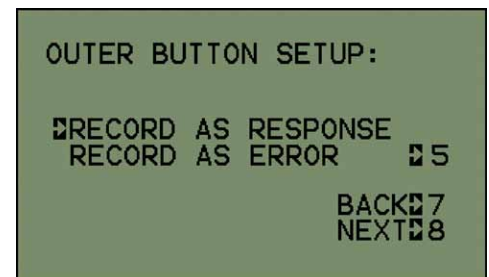 OUTER BUTTON SETUP:
RECORD AS RESPONSE
RECORD AS ERROR 5
BACK 7
NEXT 8